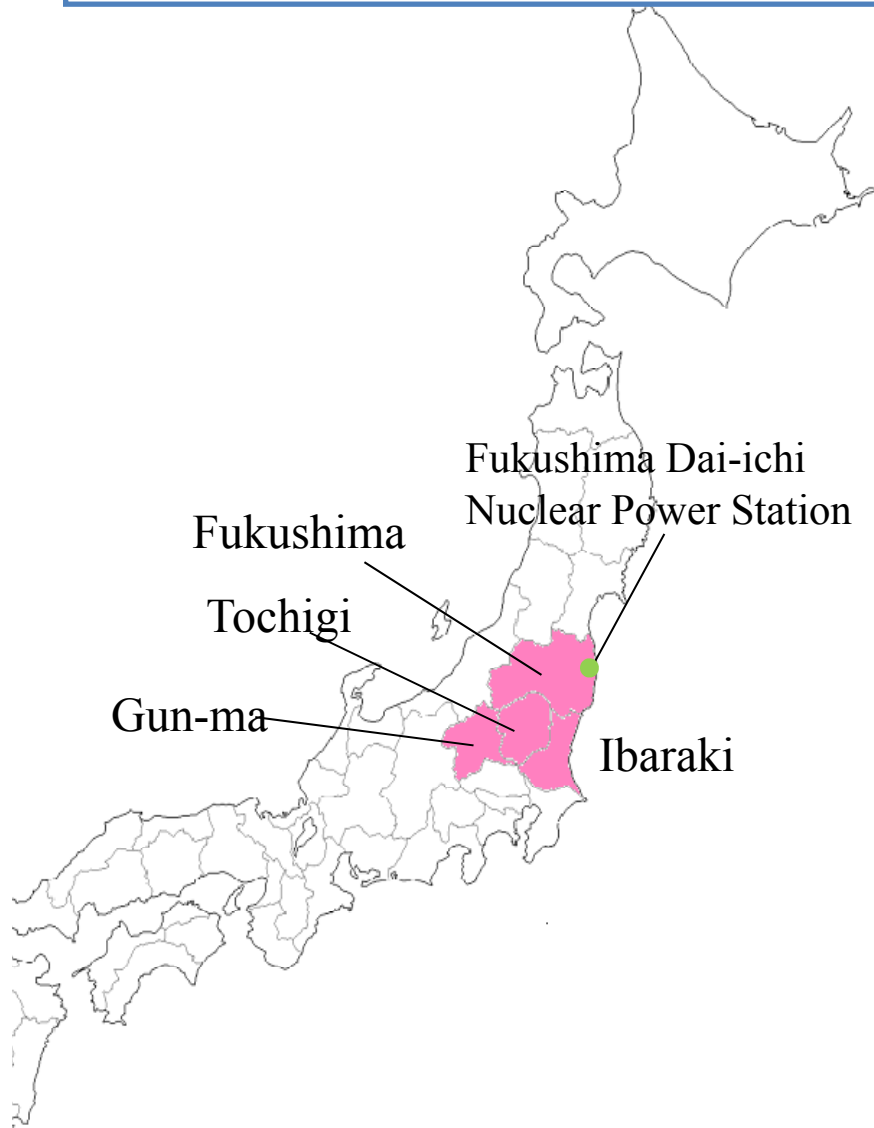 Fukushima Dai-ichi
Nuclear Power Station
Fukushima
Tochigi
Gun-ma
Ibaraki